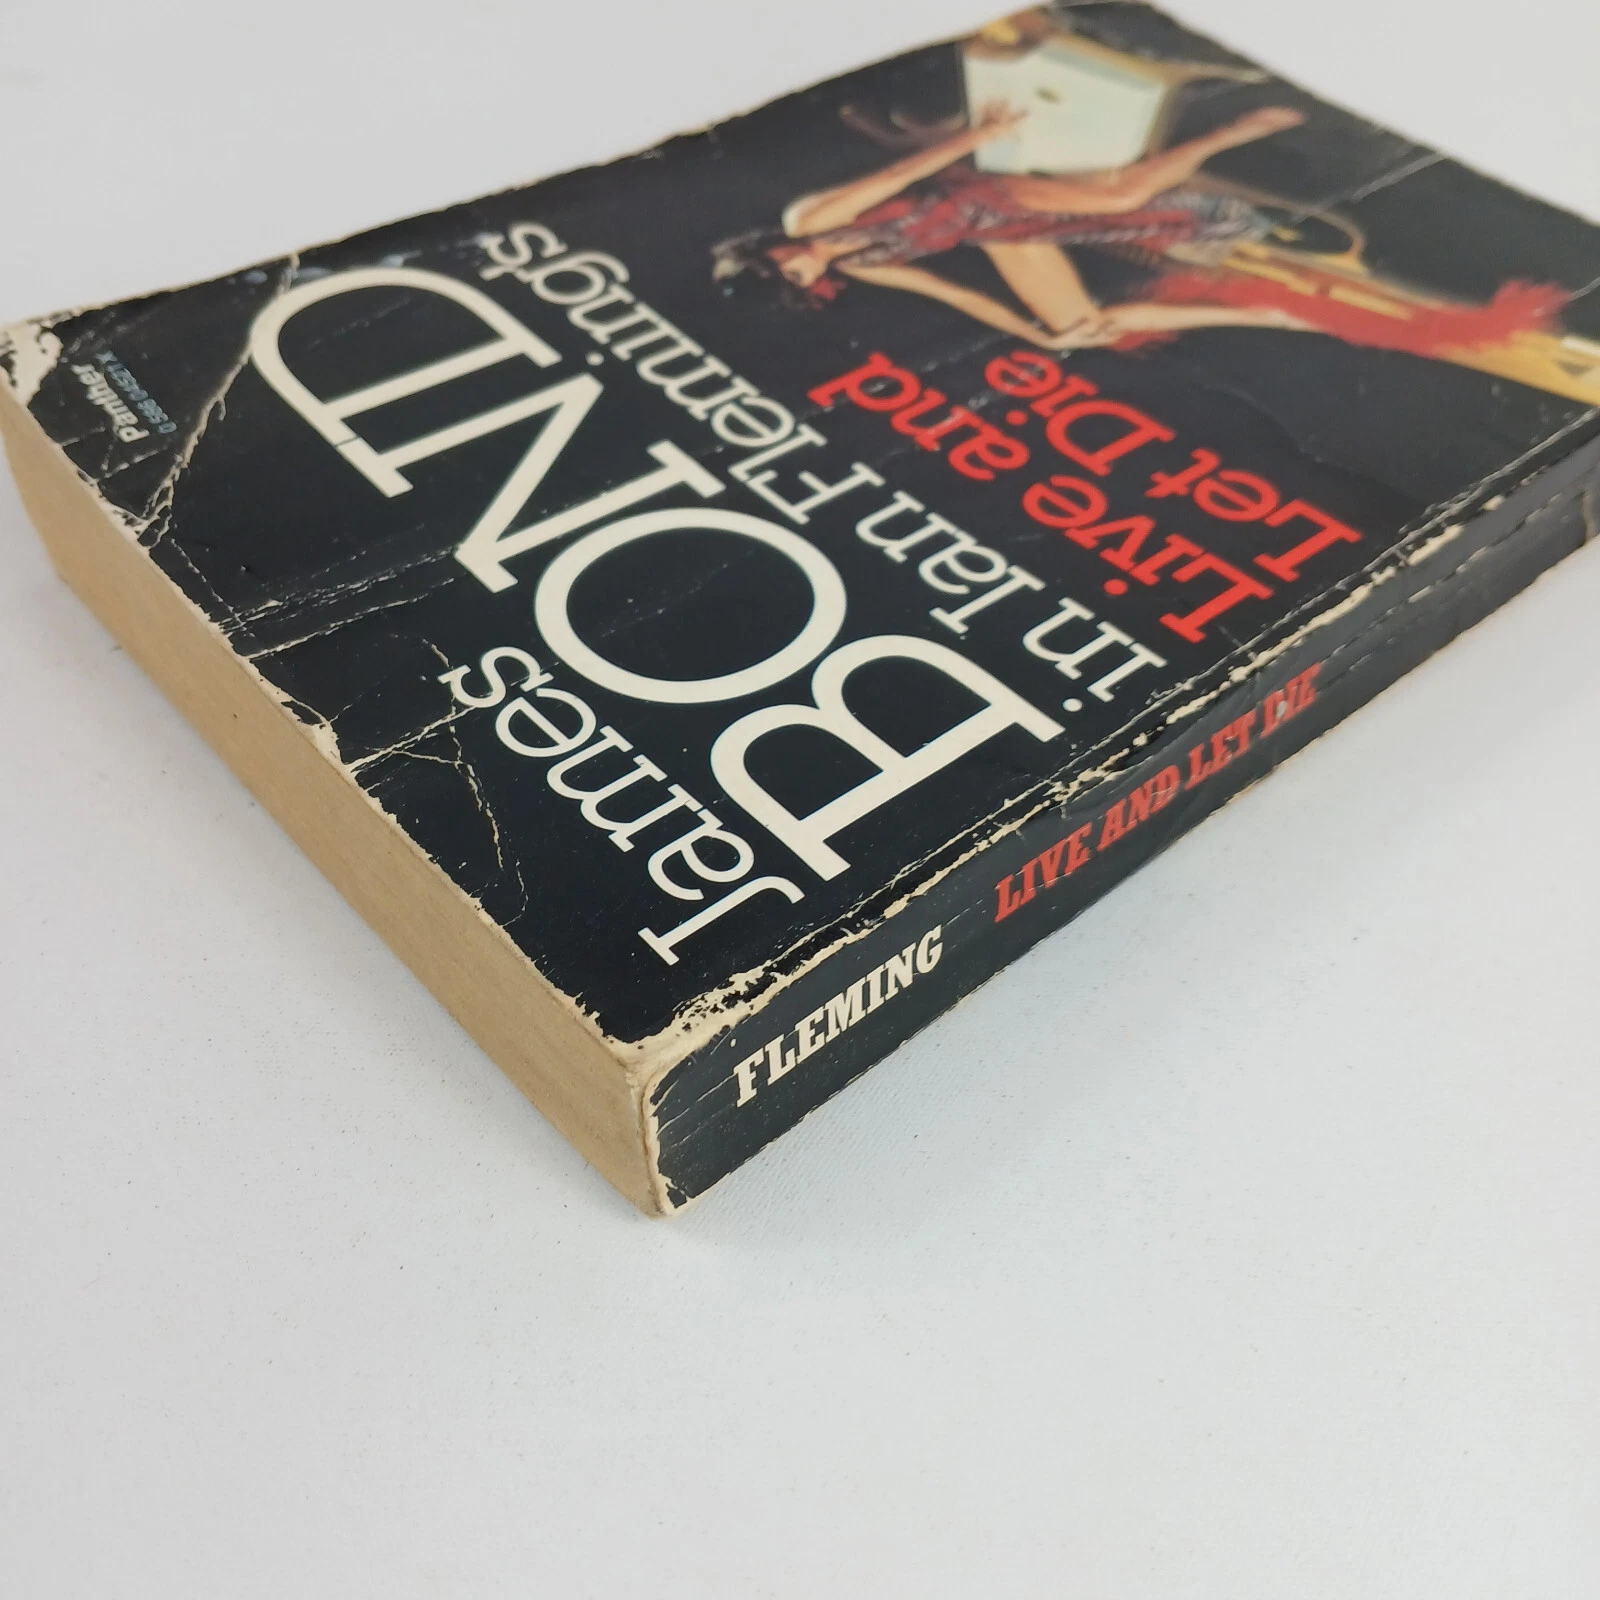 Panther
James
BOND
in Ian Fleming's
Live and
Let Die
FLEMING LIVE AND LET DIE